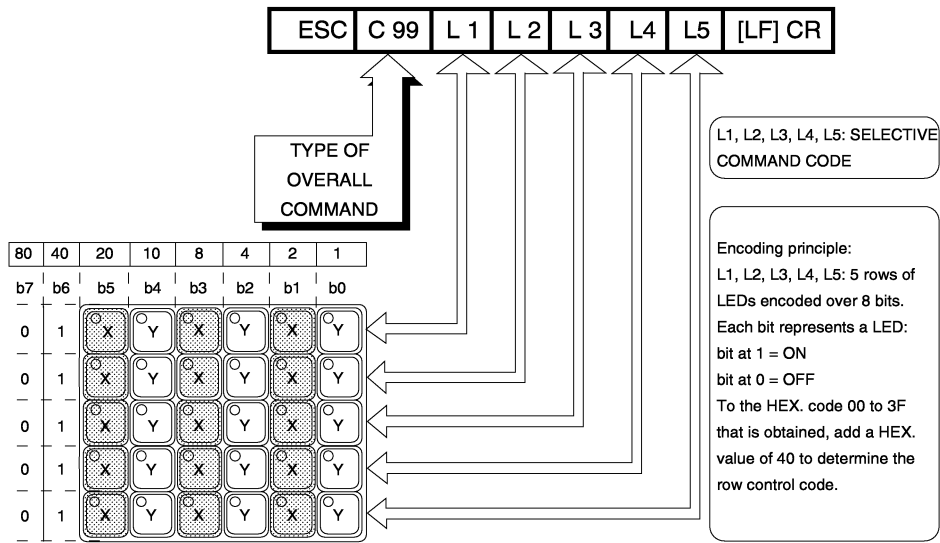 ESC C 99 L 1 L 2 L 3 L4 L5 [LF] CR
TYPE OF
OVERALL
COMMAND
L1, L2, L3, L4, L5: SELECTIVE
COMMAND CODE
Encoding principle:
L1, L2, L3, L4, L5: 5 rows of
LEDs encoded over 8 bits.
Each bit represents a LED:
bit at 1 = ON
bit at 0 = OFF
To the HEX. code 00 to 3F
that is obtained, add a HEX.
value of 40 to determine the
row control code.
80 40 20 10 8 4 2 1
b7 b6 b5 b4 b3 b2 b1 b0
0 1 X Y X Y X Y
0 1 X Y X Y X Y
0 1 X Y X Y X Y
0 1 X Y X Y X Y
0 1 X Y X Y X Y